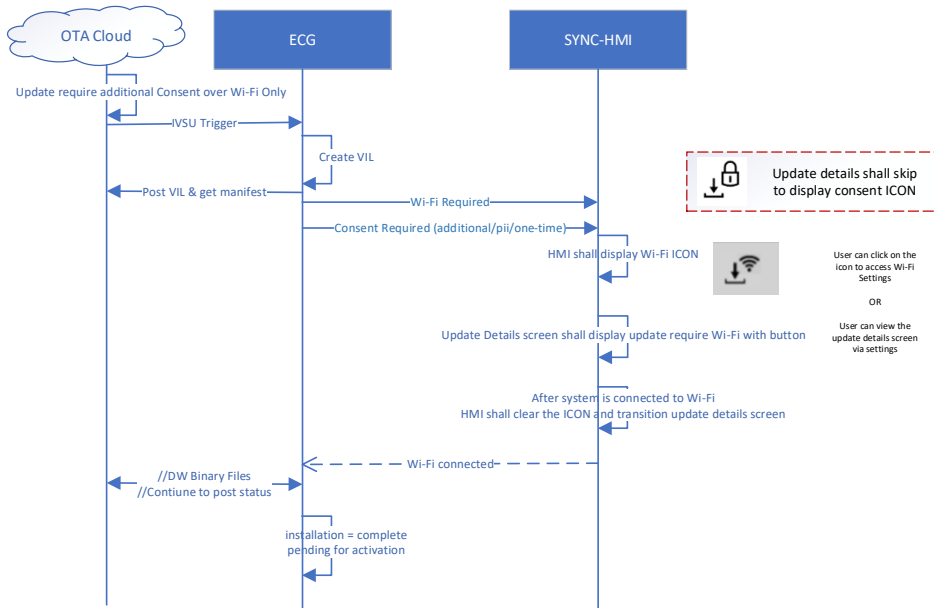 OTA Cloud
ECG
SYNC-HMI
Update require additional Consent over Wi-Fi Only
IVSU Trigger
Create VIL
Post VIL & get manifest
Wi-Fi Required
Consent Required (additional/pii/one-time)
HMI shall display Wi-Fi ICON
Update details shall skip
to display consent ICON
User can click on the
icon to access Wi-Fi
Settings
OR
User can view the
update details screen
via settings
Update Details screen shall display update require Wi-Fi with button
After system is connected to Wi-Fi
HMI shall clear the ICON and transition update details screen
Wi-Fi connected
//DW Binary Files
//Contiune to post status
installation = complete
pending for activation